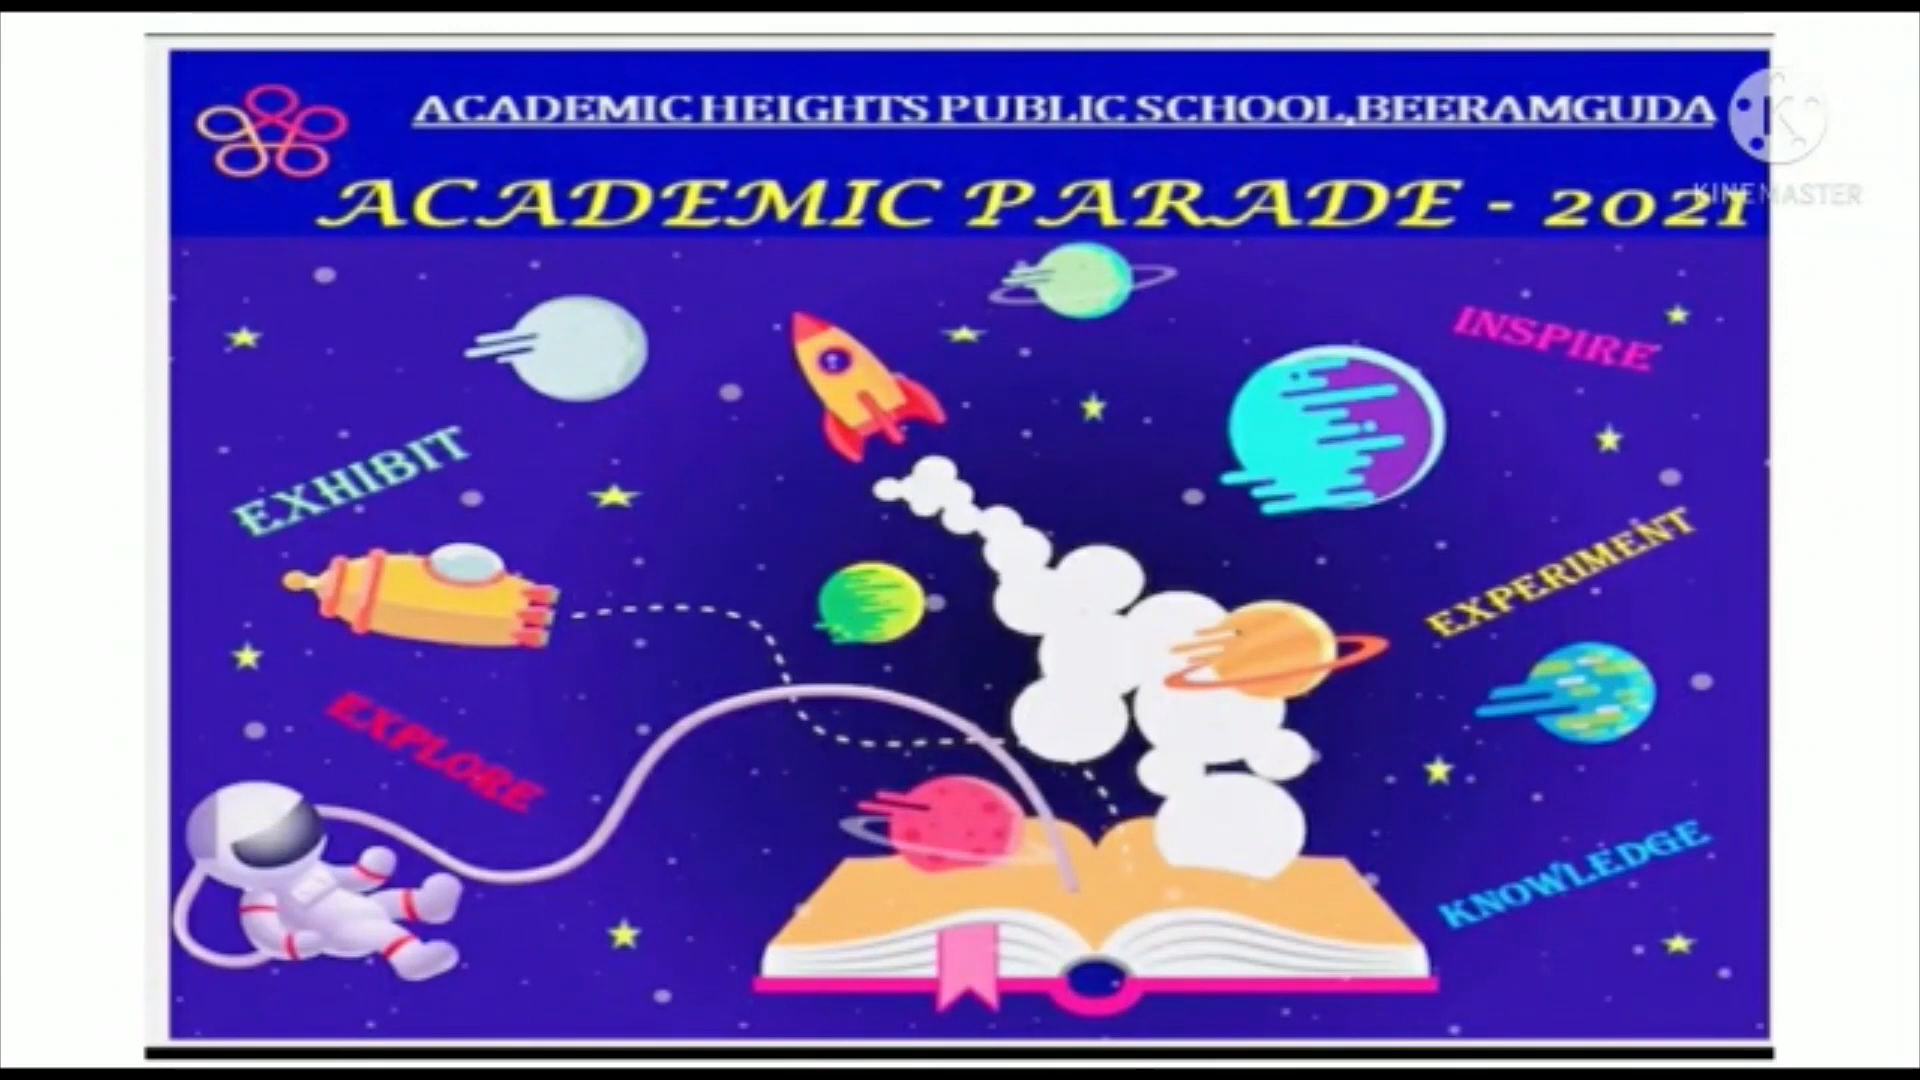 ACADEMIC HEIGHTS PUBLIC SCHOOL,BEERAMGUDA
KINEMASTER
ACADEMIC PARADE - 2021
INSPIRE
EXHIBIT
EXPERIMENT
EXPLORE
KNOWLEDGE